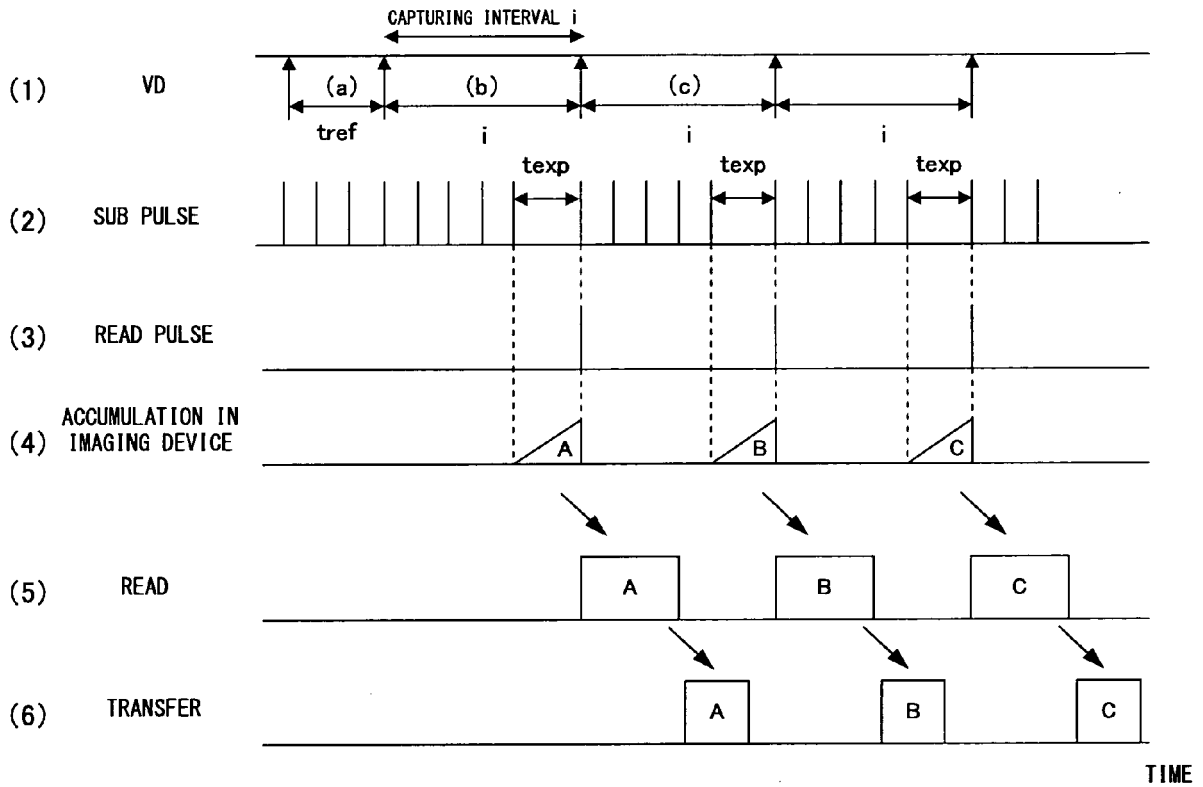 CAPTURING INTERVAL i
(1) VD (a) (b) (c)
tref i i i
texp texp texp
(2) SUB PULSE
(3) READ PULSE
ACCUMULATION IN
(4) IMAGING DEVICE A B C
(5) READ A B C
(6) TRANSFER A B C
TIME